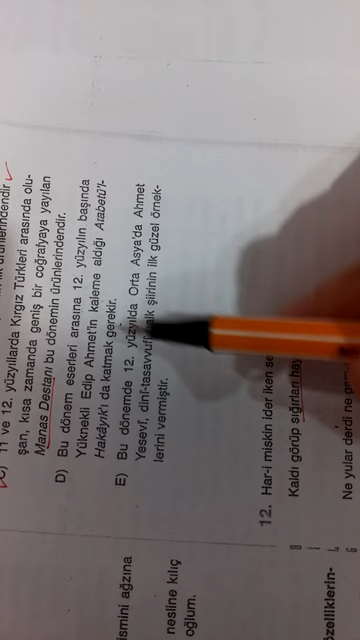 C) 11 ve 12. yüzyıllarda Kırgız Türkleri arasında olu-
şan, kısa zamanda geniş bir coğrafyaya yayılan
Manas Destanı bu dönemin ürünlerindendir.
D) Bu dönem eserleri arasına 12. yüzyılın başında
Yüknekli Edip Ahmet'in kaleme aldığı Atabetü'l-
Hakâyık'ı da katmak gerekir.
E) Bu dönemde 12. yüzyılda Orta Asya'da Ahmet
Yesevî, dinî-tasavvufî halk şiirinin ilk güzel örnek-
lerini vermiştir.
12. Har-i miskin ider iken
Kaldı görüp sığırları
Ne yular derdi ne
ismini ağzına
nesline kılıç
oğlum.
özelliklerin-